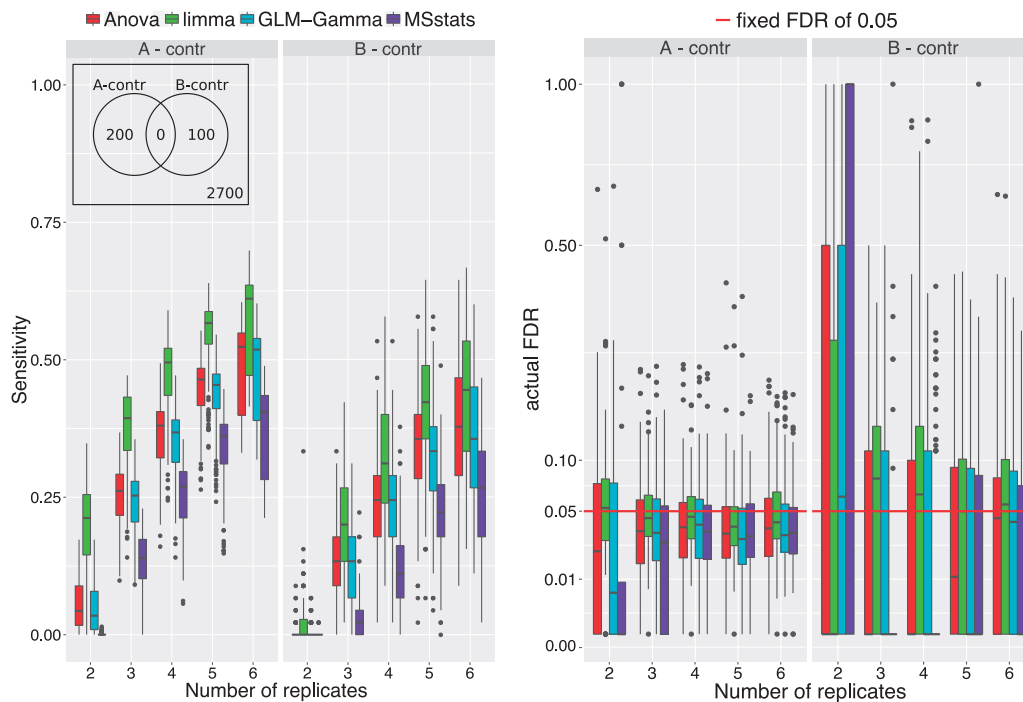 Anova limma GLM-Gamma MSstats
A - contr
B - contr
A-contr
B-contr
200
0
100
2700
1.00
0.75
0.50
0.25
0.00
Sensitivity
2 3 4 5 6
2 3 4 5 6
Number of replicates
fixed FDR of 0.05
A - contr
B - contr
1.00
0.50
0.10
0.05
0.01
0.00
actual FDR
2 3 4 5 6
2 3 4 5 6
Number of replicates